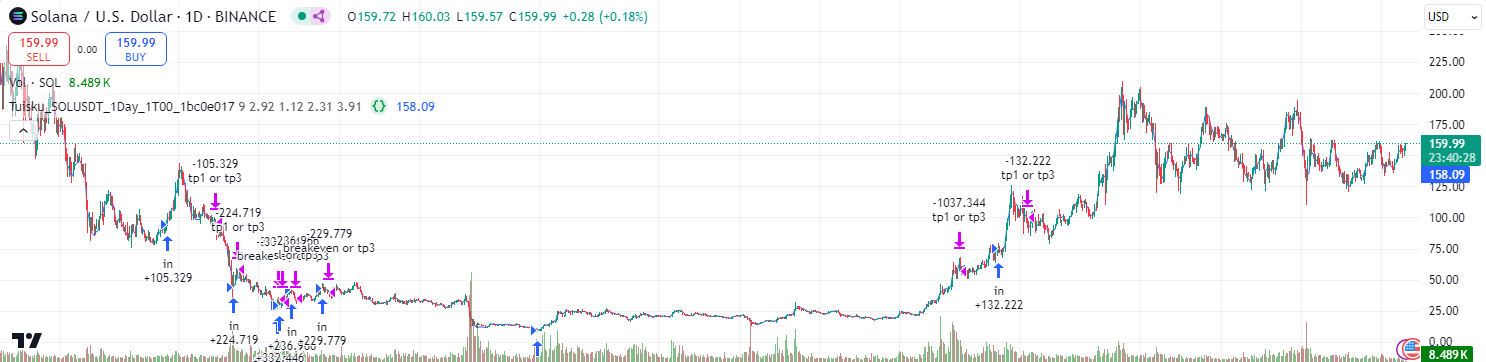 Solana / U.S. Dollar · 1D · BINANCE O159.72 H160.03 L159.57 C159.99 +0.28 (+0.18%)
USD
159.99
SELL
0.00
159.99
BUY
Vol · SOL 8.489 K
Tuisku_SOLUSDT_1Day_1T00_1bc0e017 9 2.92 1.12 2.31 3.91 158.09
225.00
200.00
175.00
159.99
23:40:28
158.09
125.00
100.00
75.00
50.00
25.00
0.00
8.489 K
-105.329
tp1 or tp3
-224.719
tp1 or tp3
-229.779
breakeven or tp3
in
+105.329
in
+224.719
in
+236.966
+332.446
in
+229.779
-1037.344
tp1 or tp3
-132.222
tp1 or tp3
in
+132.222